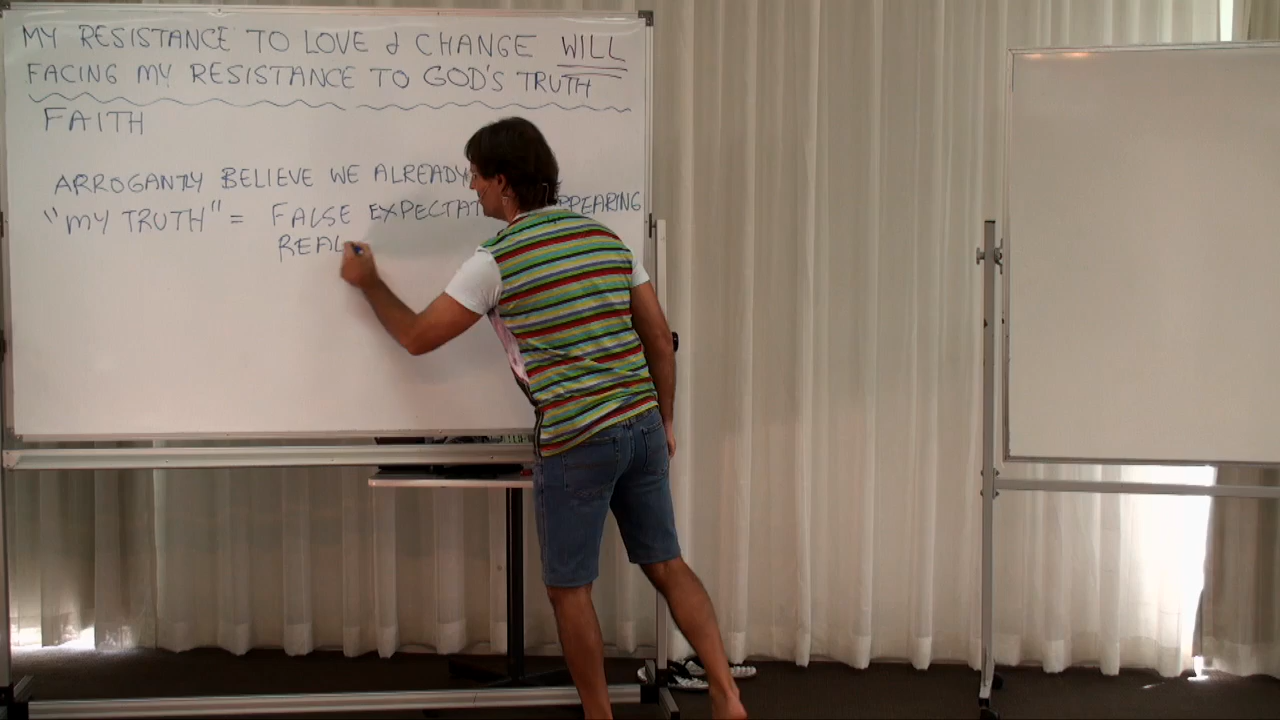 MY RESISTANCE TO LOVE & CHANGE WILL
FACING MY RESISTANCE TO GOD'S TRUTH
FAITH
ARROGANTLY BELIEVE WE ALREADY
"MY TRUTH" = FALSE EXPECTAT PPEARING
REAL